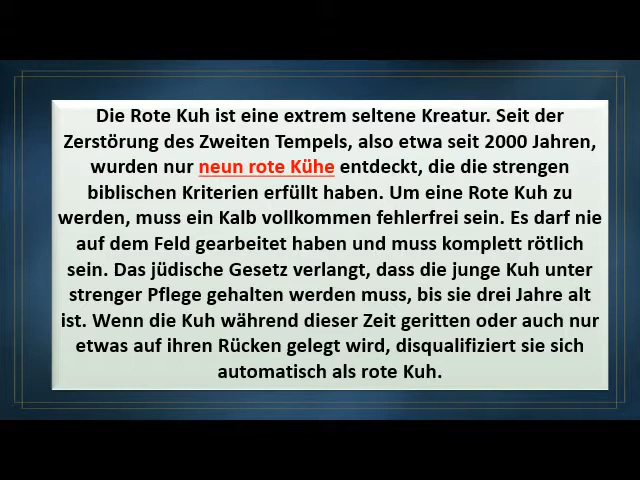 Die Rote Kuh ist eine extrem seltene Kreatur. Seit der
Zerstörung des Zweiten Tempels, also etwa seit 2000 Jahren,
wurden nur neun rote Kühe entdeckt, die die strengen
biblischen Kriterien erfüllt haben. Um eine Rote Kuh zu
werden, muss ein Kalb vollkommen fehlerfrei sein. Es darf nie
auf dem Feld gearbeitet haben und muss komplett rötlich
sein. Das jüdische Gesetz verlangt, dass die junge Kuh unter
strenger Pflege gehalten werden muss, bis sie drei Jahre alt
ist. Wenn die Kuh während dieser Zeit geritten oder auch nur
etwas auf ihren Rücken gelegt wird, disqualifiziert sie sich
automatisch als rote Kuh.